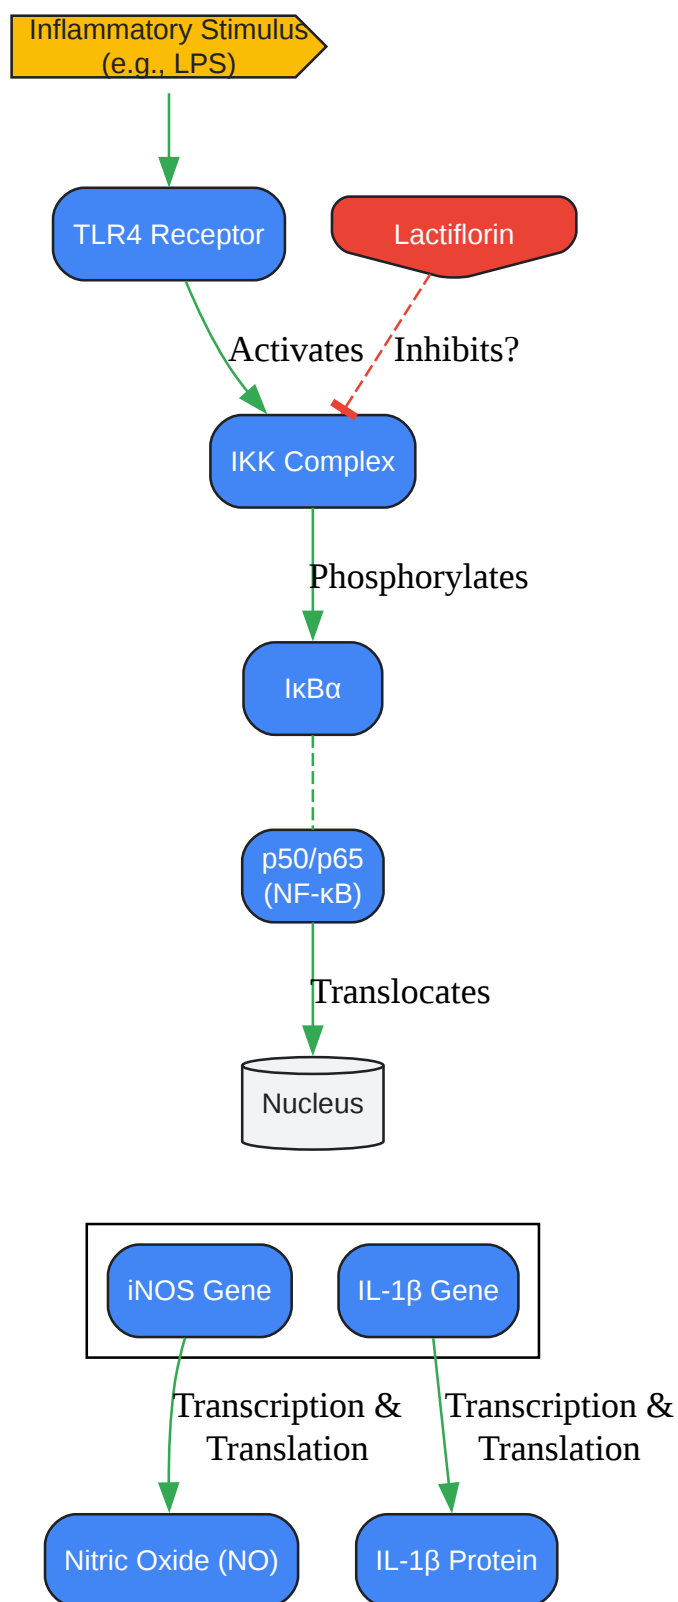 Inflammatory Stimulus
(e.g., LPS)
TLR4 Receptor
Lactiflorin
Activates
Inhibits?
IKK Complex
Phosphorylates
IκBα
p50/p65
(NF-κB)
Translocates
Nucleus
iNOS Gene
IL-1β Gene
Transcription &
Translation
Transcription &
Translation
Nitric Oxide (NO)
IL-1β Protein